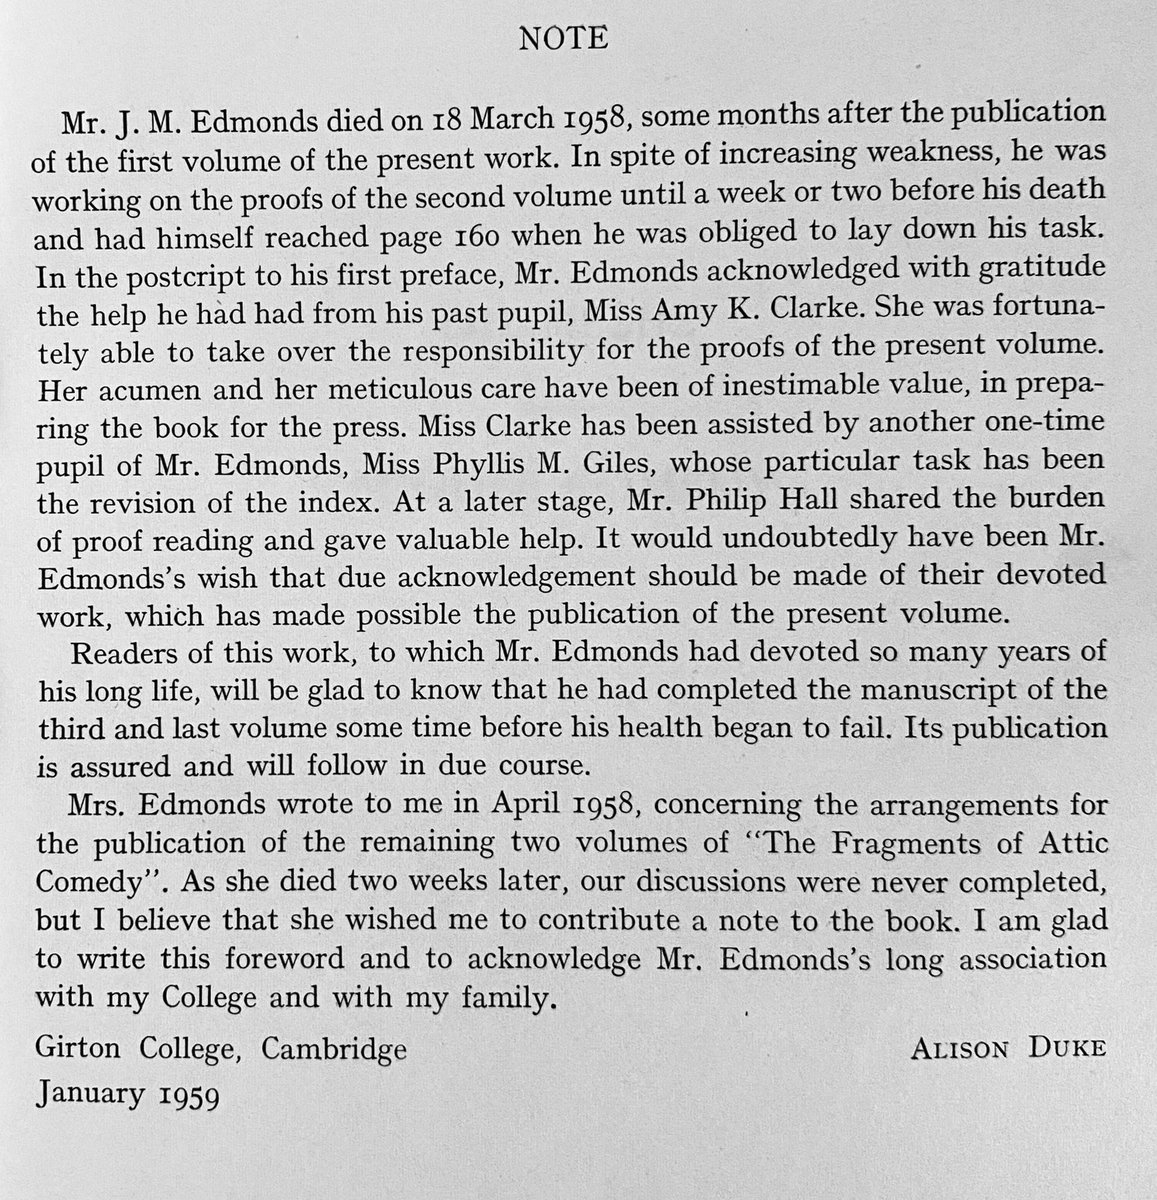 NOTE
Mr. J. M. Edmonds died on 18 March 1958, some months after the publication
of the first volume of the present work. In spite of increasing weakness, he was
working on the proofs of the second volume until a week or two before his death
and had himself reached page 160 when he was obliged to lay down his task.
In the postcript to his first preface, Mr. Edmonds acknowledged with gratitude
the help he had had from his past pupil, Miss Amy K. Clarke. She was fortuna-
tely able to take over the responsibility for the proofs of the present volume.
Her acumen and her meticulous care have been of inestimable value, in prepa-
ring the book for the press. Miss Clarke has been assisted by another one-time
pupil of Mr. Edmonds, Miss Phyllis M. Giles, whose particular task has been
the revision of the index. At a later stage, Mr. Philip Hall shared the burden
of proof reading and gave valuable help. It would undoubtedly have been Mr.
Edmonds's wish that due acknowledgement should be made of their devoted
work, which has made possible the publication of the present volume.
Readers of this work, to which Mr. Edmonds had devoted so many years of
his long life, will be glad to know that he had completed the manuscript of the
third and last volume some time before his health began to fail. Its publication
is assured and will follow in due course.
Mrs. Edmonds wrote to me in April 1958, concerning the arrangements for
the publication of the remaining two volumes of “The Fragments of Attic
Comedy”. As she died two weeks later, our discussions were never completed,
but I believe that she wished me to contribute a note to the book. I am glad
to write this foreword and to acknowledge Mr. Edmonds's long association
with my College and with my family.
Girton College, Cambridge ALISON DUKE
January 1959